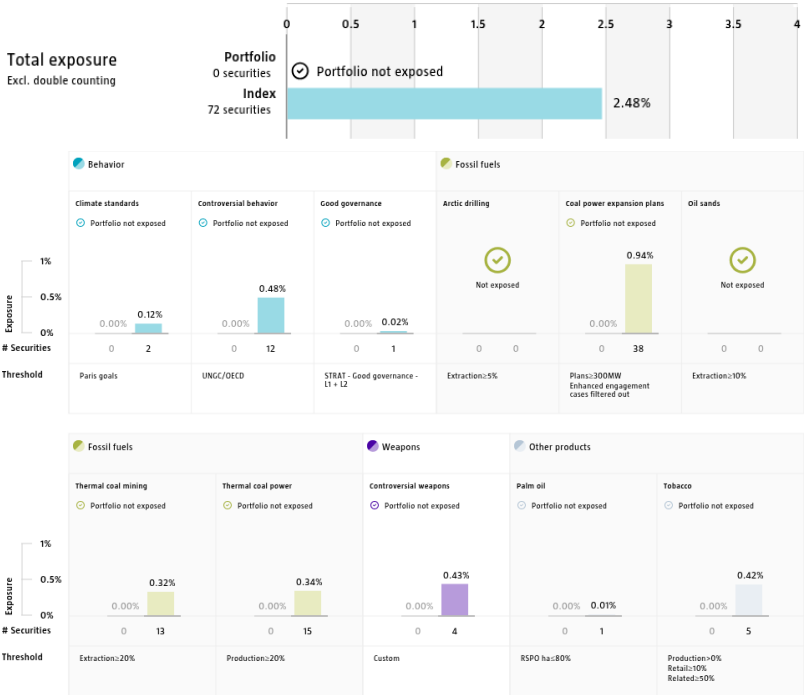 0 0.5 1 1.5 2 2.5 3 3.5 4
Total exposure
Excl. double counting
Portfolio
0 securities
Portfolio not exposed
Index
72 securities
2.48%
Behavior
Fossil fuels
Climate standards
Controversial behavior
Good governance
Arctic drilling
Coal power expansion plans
Oil sands
Portfolio not exposed
Portfolio not exposed
Portfolio not exposed
Portfolio not exposed
Not exposed
Not exposed
Exposure
1%
0.5%
0%
0.00% 0.12%
0.00% 0.48%
0.00% 0.02%
0.00% 0.94%
# Securities
0 2
0 12
0 1
0 0
0 38
0 0
Threshold
Paris goals
UNGC/OECD
STRAT - Good governance -
L1 + L2
Extraction≥5%
Plans≥300MW
Enhanced engagement
cases filtered out
Extraction≥10%
Fossil fuels
Weapons
Other products
Thermal coal mining
Thermal coal power
Controversial weapons
Palm oil
Tobacco
Portfolio not exposed
Portfolio not exposed
Portfolio not exposed
Portfolio not exposed
Portfolio not exposed
Exposure
1%
0.5%
0%
0.00% 0.32%
0.00% 0.34%
0.00% 0.43%
0.00% 0.01%
0.00% 0.42%
# Securities
0 13
0 15
0 4
0 1
0 5
Threshold
Extraction≥20%
Production≥20%
Custom
RSPO ha≤80%
Production>0%
Retail≥10%
Related≥50%